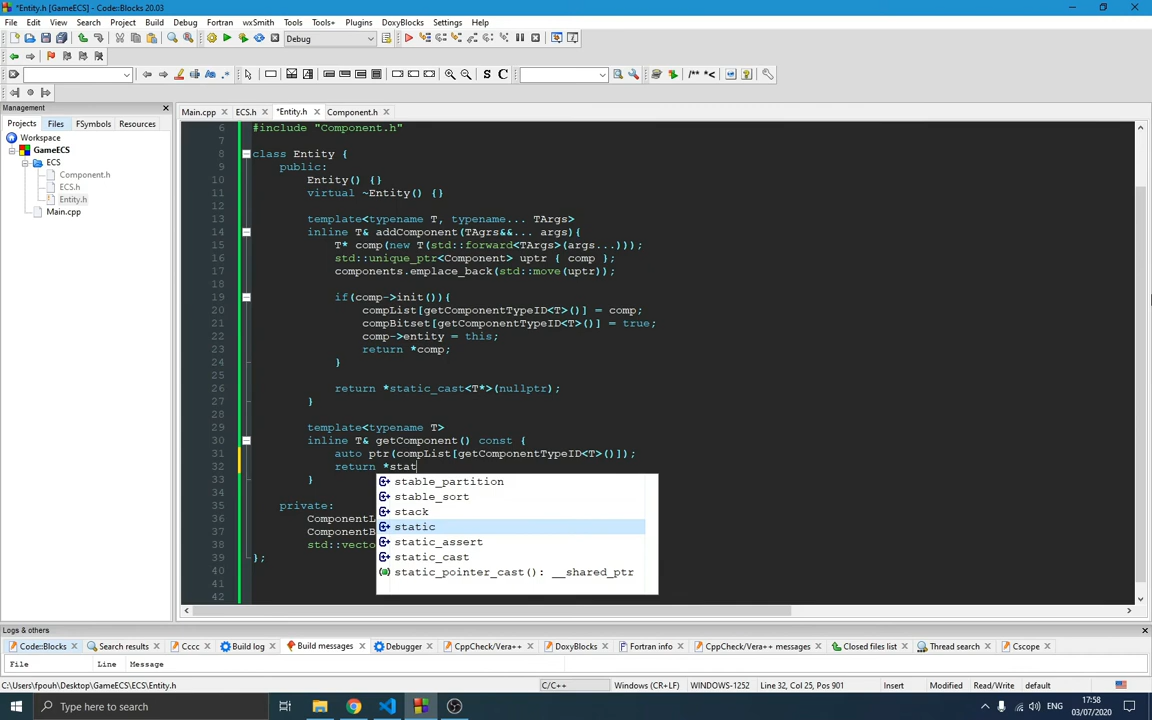 *Entity.h [GameECS] - Code::Blocks 20.03
File Edit View Search Project Build Debug Fortran wxSmith Tools Tools+ Plugins DoxyBlocks Settings Help
Debug
S C
/** *<
Management
Main.cpp ECS.h *Entity.h Component.h
Projects Files FSymbols Resources
Workspace
GameECS
ECS
Component.h
ECS.h
Entity.h
Main.cpp
6 #include "Component.h"
7
8 class Entity {
9 public:
10 Entity() {}
11 virtual ~Entity() {}
12
13 template<typename T, typename... TArgs>
14 inline T& addComponent(TAgrs&&... args){
15 T* comp(new T(std::forward<TArgs>(args...)));
16 std::unique_ptr<Component> uptr { comp };
17 components.emplace_back(std::move(uptr));
18
19 if(comp->init()){
20 compList[getComponentTypeID<T>()] = comp;
21 compBitset[getComponentTypeID<T>()] = true;
22 comp->entity = this;
23 return *comp;
24 }
25
26 return *static_cast<T*>(nullptr);
27 }
28
29 template<typename T>
30 inline T& getComponent() const {
31 auto ptr(compList[getComponentTypeID<T>()]);
32 return *stat
33 }
34
35 private:
36 ComponentL
37 ComponentB
38 std::vecto
39 };
40
41
42
stable_partition
stable_sort
stack
static
static_assert
static_cast
static_pointer_cast(): __shared_ptr
Logs & others
Code::Blocks Search results Cccc Build log Build messages Debugger CppCheck/Vera++ DoxyBlocks Fortran info CppCheck/Vera++ messages Closed files list Thread search Cscope
File Line Message
C:\Users\fpouh\Desktop\GameECS\ECS\Entity.h C/C++ Windows (CR+LF) WINDOWS-1252 Line 32, Col 25, Pos 901 Insert Modified Read/Write default
Type here to search
ENG
17:58
03/07/2020